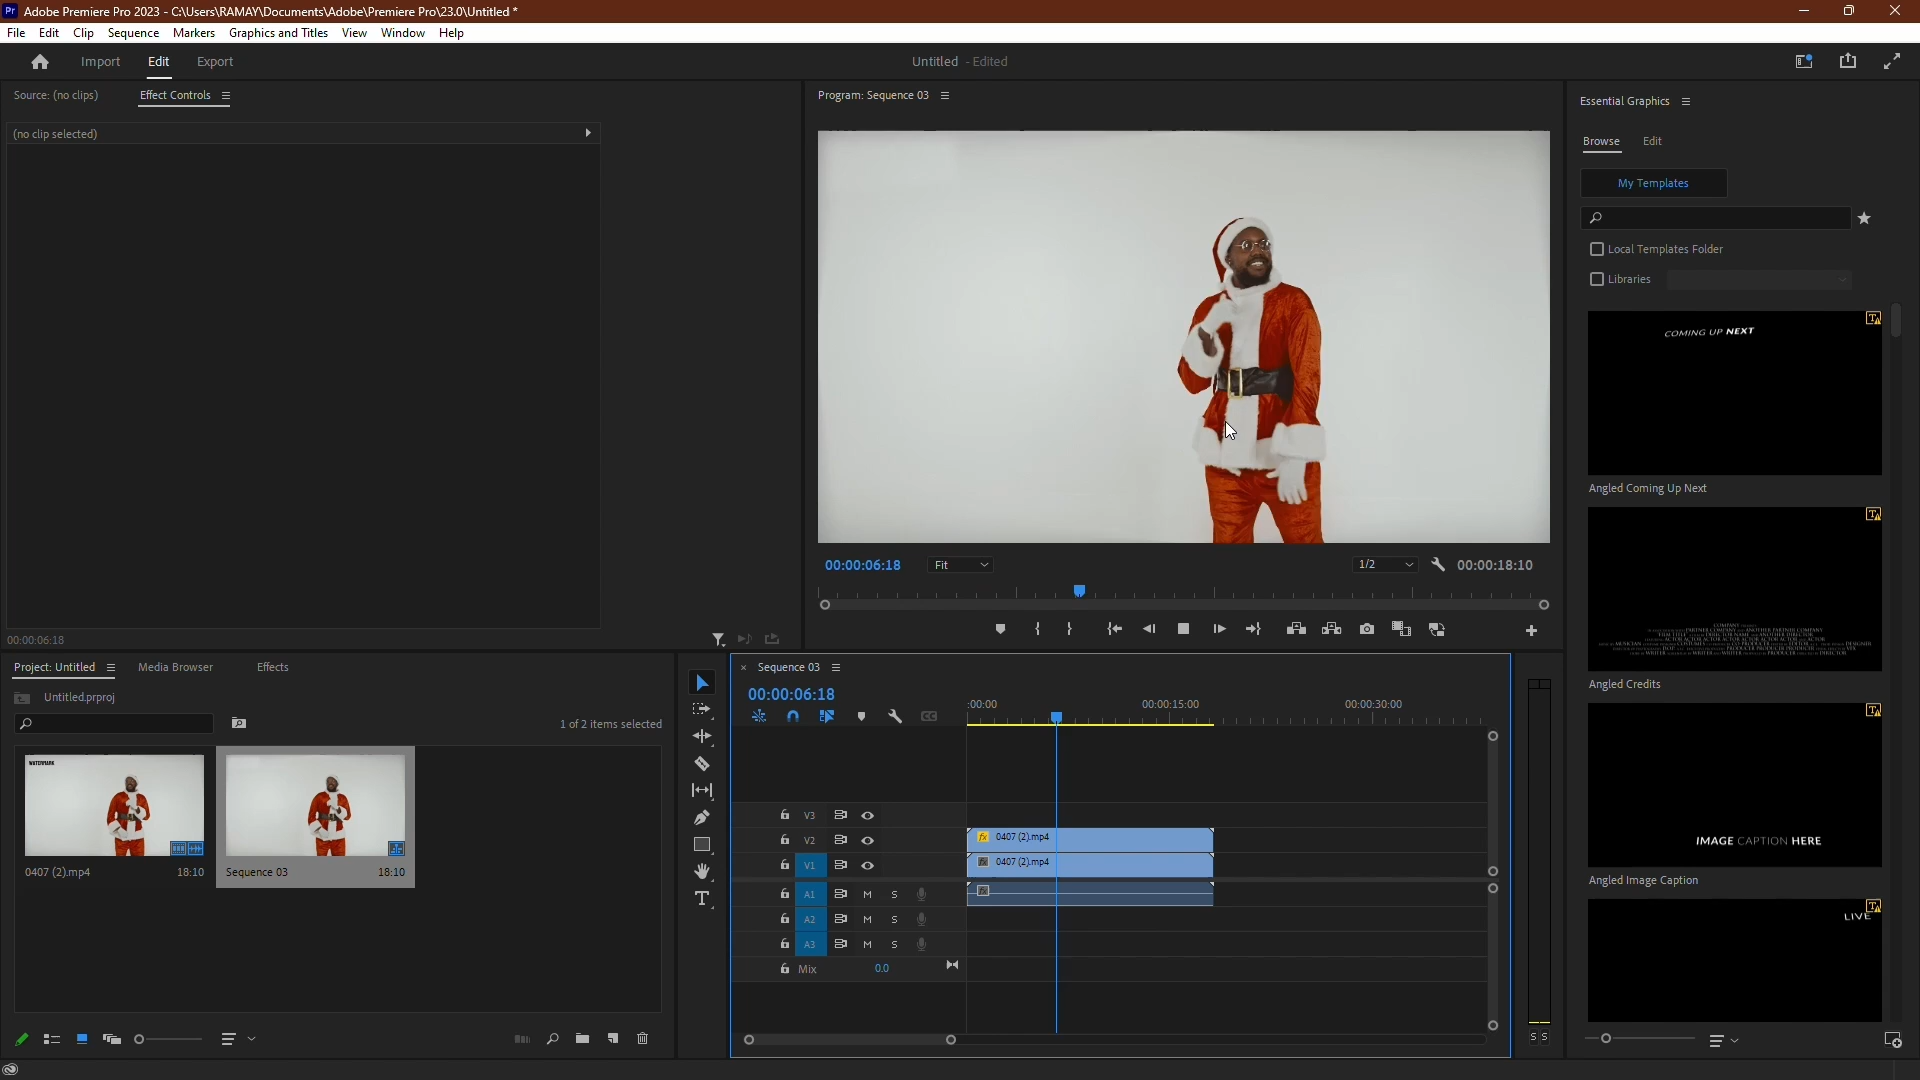 Pr Adobe Premiere Pro 2023 - C:\Users\RAMAY\Documents\Adobe\Premiere Pro\23.0\Untitled *
File Edit Clip Sequence Markers Graphics and Titles View Window Help
Import Edit Export
Untitled - Edited
Source: (no clips) Effect Controls
(no clip selected)
00:00:06:18
Program: Sequence 03
00:00:06:18 Fit 1/2 00:00:18:10
Essential Graphics
Browse Edit
My Templates
Local Templates Folder
Libraries
COMING UP NEXT
Angled Coming Up Next
Angled Credits
IMAGE CAPTION HERE
Angled Image Caption
LIVE
Project: Untitled Media Browser Effects
Untitled.prproj
1 of 2 items selected
WATERMARK
0407 (2).mp4 18:10
Sequence 03 18:10
× Sequence 03
00:00:06:18
:00:00 00:00:15:00 00:00:30:00
V3
V2 fx 0407 (2).mp4
V1 fx 0407 (2).mp4
A1 M S fx
A2 M S
A3 M S
Mix 0.0
S S